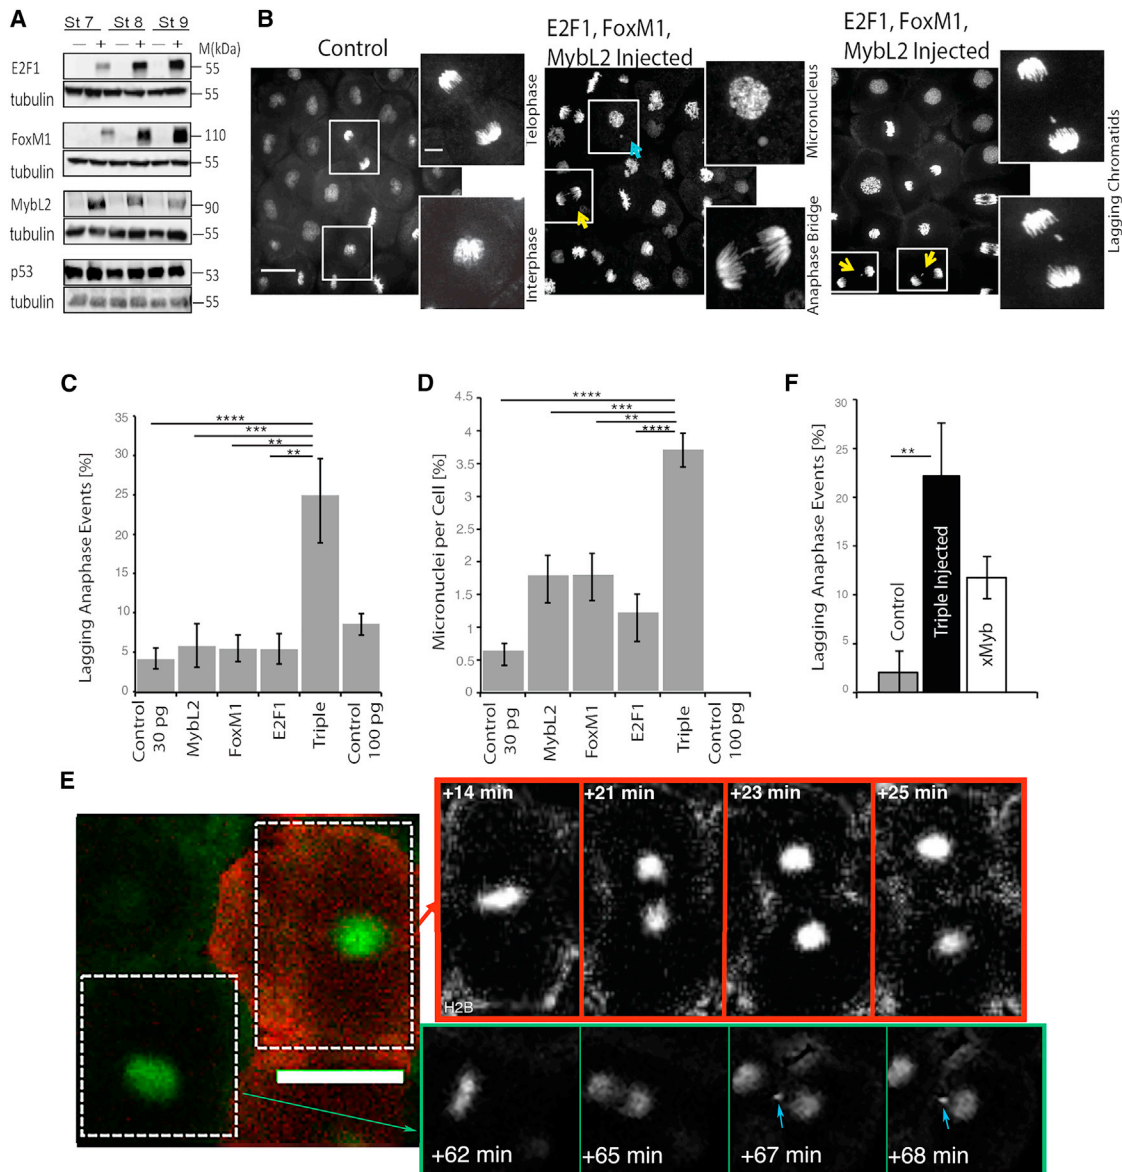 A
St 7 St 8 St 9
— + — + — + M(kDa)
E2F1 55
tubulin 55
FoxM1 110
tubulin 55
MybL2 90
tubulin 55
p53 53
tubulin 55
B
Control
Telophase
Interphase
E2F1, FoxM1,
MybL2 Injected
Micronucleus
Anaphase Bridge
E2F1, FoxM1,
MybL2 Injected
Lagging Chromatids
C
Lagging Anaphase Events [%]
35
30
25
20
15
10
5
0
****
***
**
**
Control
30 pg
MybL2
FoxM1
E2F1
Triple
Control
100 pg
D
Micronuclei per Cell [%]
4.5
4
3.5
3
2.5
2
1.5
1
0.5
0
****
***
**
****
Control
30 pg
MybL2
FoxM1
E2F1
Triple
Control
100 pg
F
Lagging Anaphase Events [%]
30
25
20
15
10
5
0
**
Control
Triple Injected
xMyb
E
+14 min +21 min +23 min +25 min
H2B
+62 min +65 min +67 min +68 min